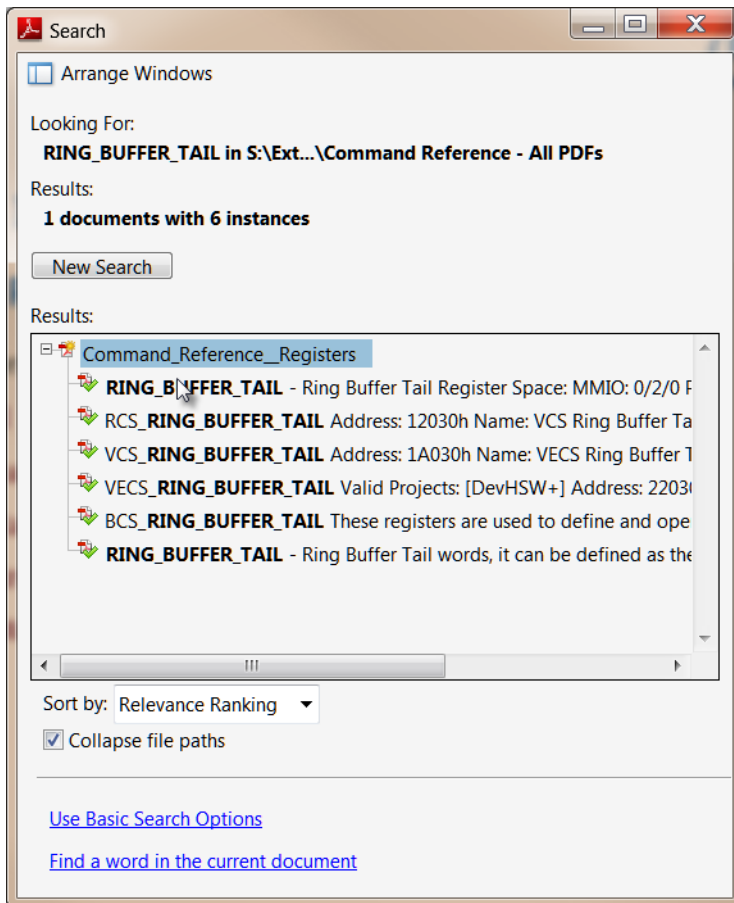 Search
Arrange Windows
Looking For:
RING_BUFFER_TAIL in S:\Ext...\Command Reference - All PDFs
Results:
1 documents with 6 instances
New Search
Results:
Command_Reference__Registers
RING_BUFFER_TAIL - Ring Buffer Tail Register Space: MMIO: 0/2/0
RCS_RING_BUFFER_TAIL Address: 12030h Name: VCS Ring Buffer Ta
VCS_RING_BUFFER_TAIL Address: 1A030h Name: VECS Ring Buffer
VECS_RING_BUFFER_TAIL Valid Projects: [DevHSW+] Address: 2203
BCS_RING_BUFFER_TAIL These registers are used to define and ope
RING_BUFFER_TAIL - Ring Buffer Tail words, it can be defined as the
Sort by: Relevance Ranking
Collapse file paths
Use Basic Search Options
Find a word in the current document